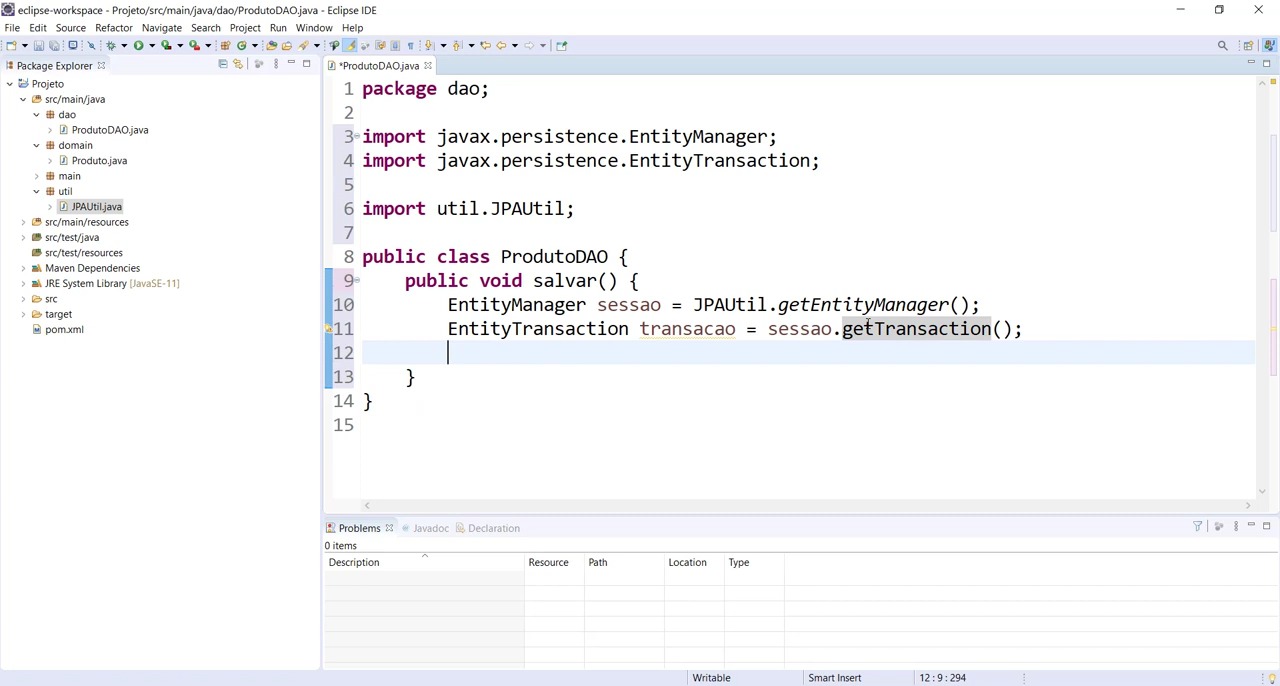 eclipse-workspace - Projeto/src/main/java/dao/ProdutoDAO.java - Eclipse IDE
File Edit Source Refactor Navigate Search Project Run Window Help
Package Explorer
Projeto
src/main/java
dao
ProdutoDAO.java
domain
Produto.java
main
util
JPAUtil.java
src/main/resources
src/test/java
src/test/resources
Maven Dependencies
JRE System Library [JavaSE-11]
src
target
pom.xml
*ProdutoDAO.java
1 package dao;
2
3 import javax.persistence.EntityManager;
4 import javax.persistence.EntityTransaction;
5
6 import util.JPAUtil;
7
8 public class ProdutoDAO {
9 public void salvar() {
10 EntityManager sessao = JPAUtil.getEntityManager();
11 EntityTransaction transacao = sessao.getTransaction();
12
13 }
14 }
15
Problems Javadoc Declaration
0 items
Description Resource Path Location Type
Writable Smart Insert 12 : 9 : 294